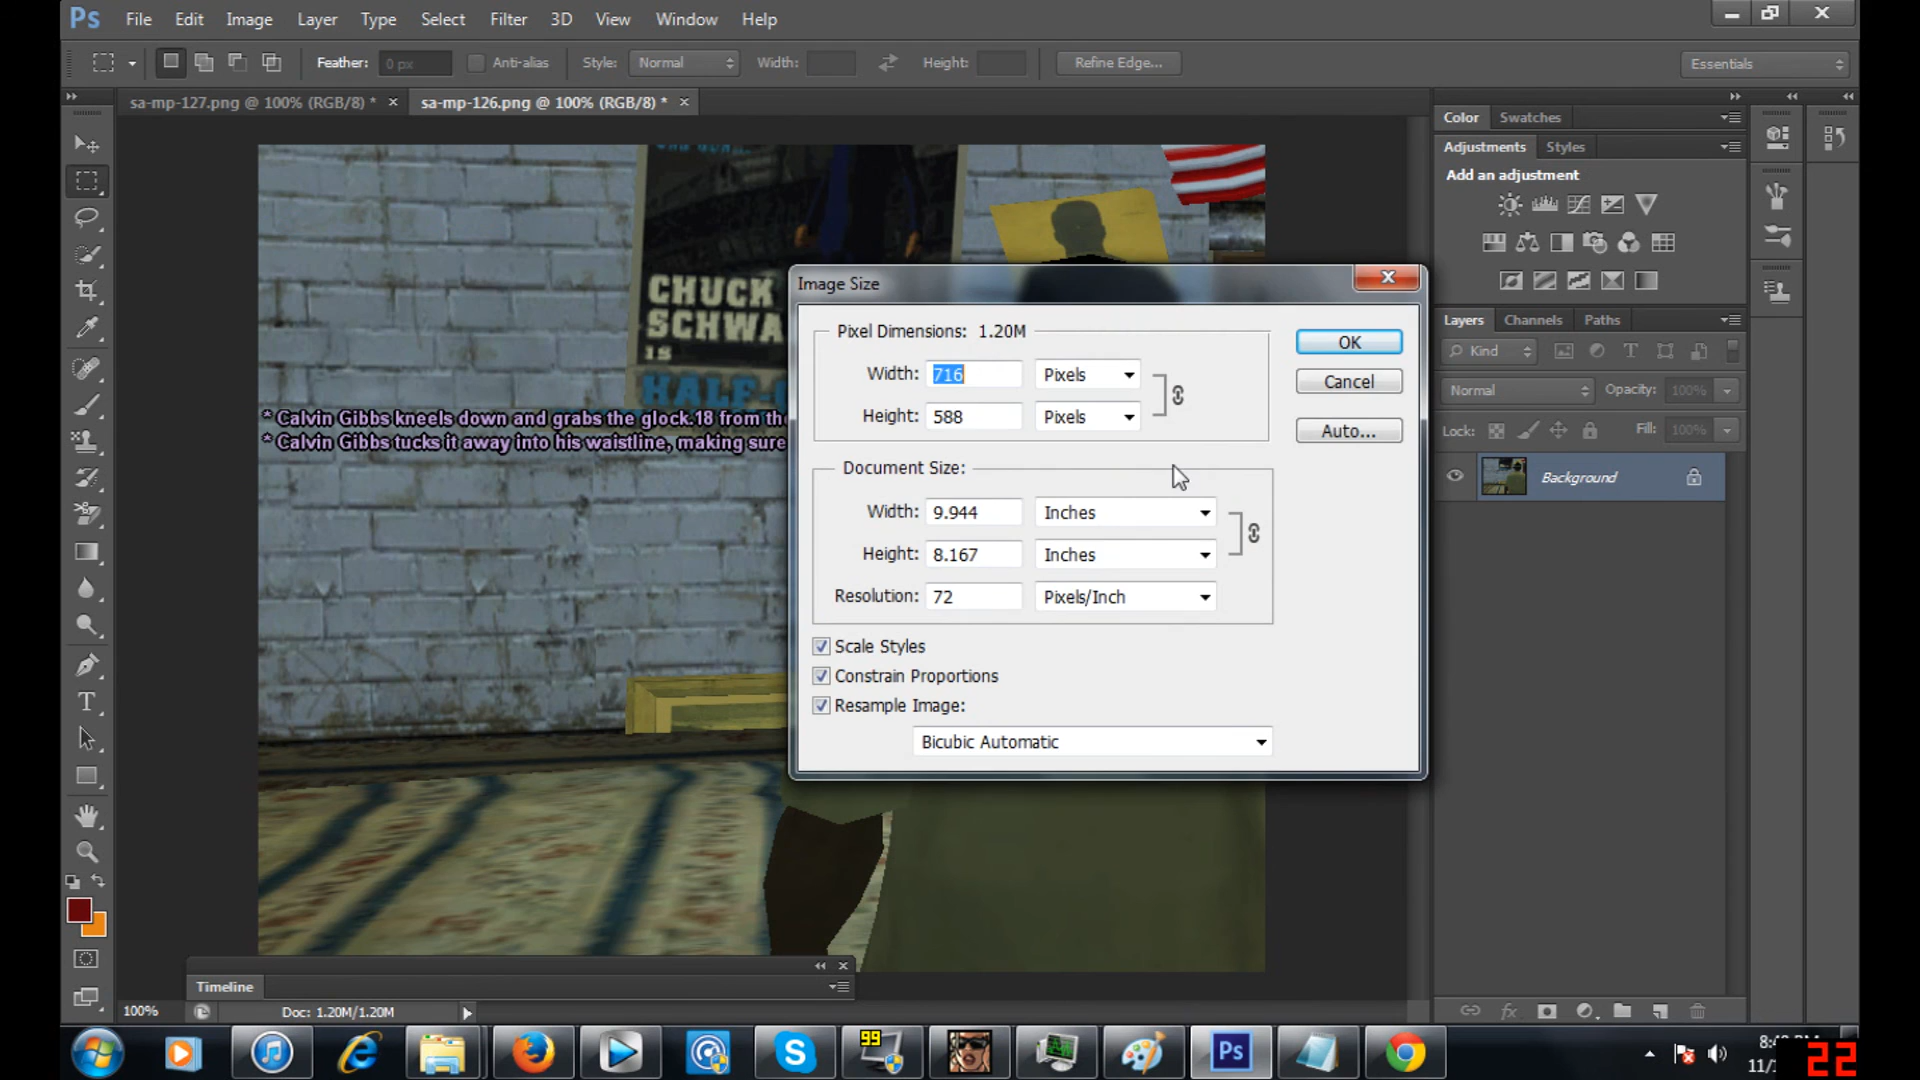 Ps File Edit Image Layer Type Select Filter 3D View Window Help
Feather: 0 px Anti-alias Style: Normal Width: Height: Refine Edge... Essentials
sa-mp-127.png @ 100% (RGB/8) * × sa-mp-126.png @ 100% (RGB/8) * ×
Color Swatches
Adjustments Styles
Add an adjustment
CHUCK
SCHWA
IS
HALF-
* Calvin Gibbs kneels down and grabs the glock.18 from the
* Calvin Gibbs tucks it away into his waistline, making sure
Image Size
Pixel Dimensions: 1.20M
Width: 716 Pixels
Height: 588 Pixels
OK
Cancel
Auto...
Document Size:
Width: 9.944 Inches
Height: 8.167 Inches
Resolution: 72 Pixels/Inch
Scale Styles
Constrain Proportions
Resample Image:
Bicubic Automatic
Layers Channels Paths
Kind
Normal Opacity: 100%
Lock: Fill: 100%
Background
Timeline
100% Doc: 1.20M/1.20M
99
Ps
22